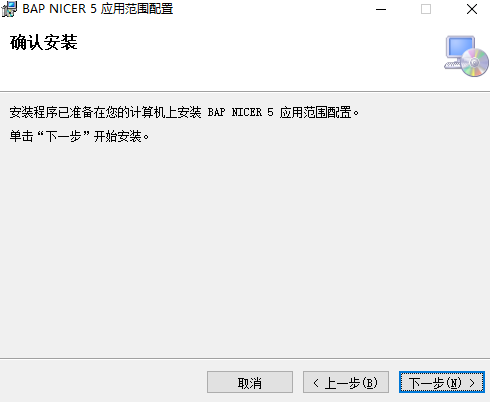 BAP NICER 5 应用范围配置
确认安装
安装程序已准备在您的计算机上安装 BAP NICER 5 应用范围配置。
单击“下一步”开始安装。
取消
< 上一步(B)
下一步(N) >